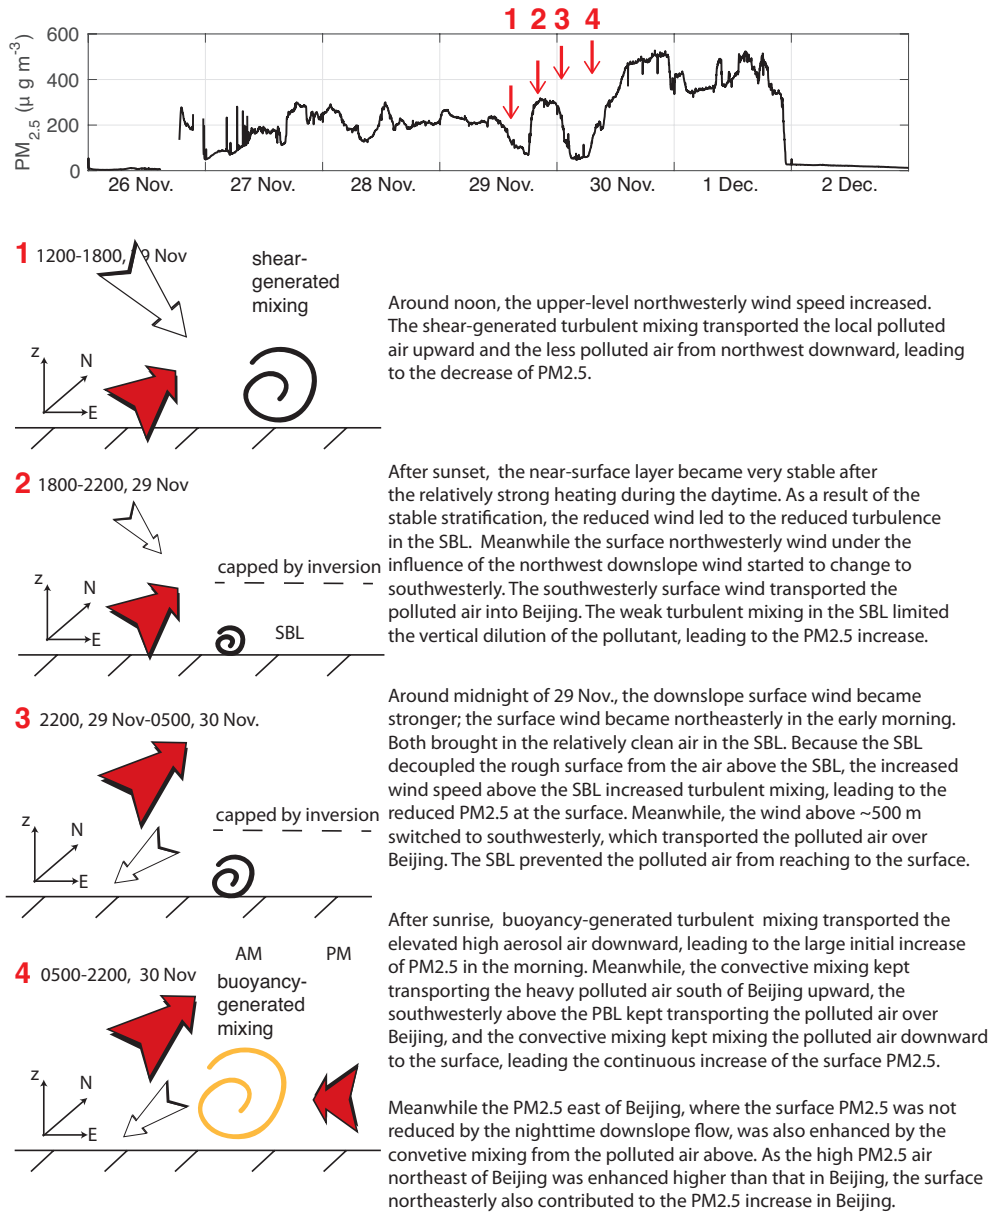 1 2 3 4
600
400
200
0
PM2.5 (μ g m-3)
26 Nov. 27 Nov. 28 Nov. 29 Nov. 30 Nov. 1 Dec. 2 Dec.
1 1200-1800, 9 Nov
shear-
generated
mixing
z
N
E
Around noon, the upper-level northwesterly wind speed increased.
The shear-generated turbulent mixing transported the local polluted
air upward and the less polluted air from northwest downward, leading
to the decrease of PM2.5.
2 1800-2200, 29 Nov
capped by inversion
z
N
E
SBL
After sunset, the near-surface layer became very stable after
the relatively strong heating during the daytime. As a result of the
stable stratification, the reduced wind led to the reduced turbulence
in the SBL. Meanwhile the surface northwesterly wind under the
influence of the northwest downslope wind started to change to
southwesterly. The southwesterly surface wind transported the
polluted air into Beijing. The weak turbulent mixing in the SBL limited
the vertical dilution of the pollutant, leading to the PM2.5 increase.
3 2200, 29 Nov-0500, 30 Nov.
capped by inversion
z
N
E
Around midnight of 29 Nov., the downslope surface wind became
stronger; the surface wind became northeasterly in the early morning.
Both brought in the relatively clean air in the SBL. Because the SBL
decoupled the rough surface from the air above the SBL, the increased
wind speed above the SBL increased turbulent mixing, leading to the
reduced PM2.5 at the surface. Meanwhile, the wind above ~500 m
switched to southwesterly, which transported the polluted air over
Beijing. The SBL prevented the polluted air from reaching to the surface.
4 0500-2200, 30 Nov
AM PM
buoyancy-
generated
mixing
z
N
E
After sunrise, buoyancy-generated turbulent mixing transported the
elevated high aerosol air downward, leading to the large initial increase
of PM2.5 in the morning. Meanwhile, the convective mixing kept
transporting the heavy polluted air south of Beijing upward, the
southwesterly above the PBL kept transporting the polluted air over
Beijing, and the convective mixing kept mixing the polluted air downward
to the surface, leading the continuous increase of the surface PM2.5.
Meanwhile the PM2.5 east of Beijing, where the surface PM2.5 was not
reduced by the nighttime downslope flow, was also enhanced by the
convetive mixing from the polluted air above. As the high PM2.5 air
northeast of Beijing was enhanced higher than that in Beijing, the surface
northeasterly also contributed to the PM2.5 increase in Beijing.